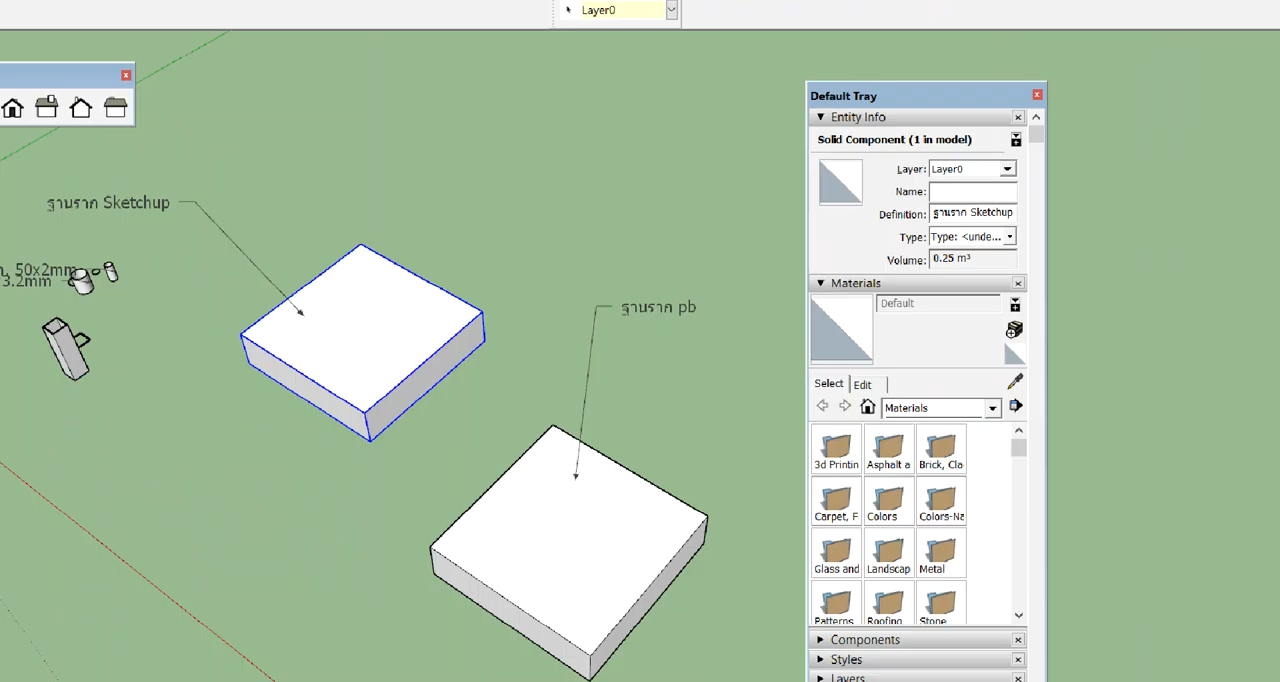 Layer0
Default Tray
Entity Info
Solid Component (1 in model)
Layer: Layer0
Name:
Definition: ฐานราก Sketchup
Type: Type: <unde...
Volume: 0.25 m³
Materials
Default
Select Edit
Materials
3d Printin Asphalt a Brick, Cla
Carpet, F Colors Colors-Na
Glass and Landscap Metal
Patterns Roofing Stone
Components
Styles
Layers
ฐานราก Sketchup
ฐานราก pb
50x2mm
3.2mm